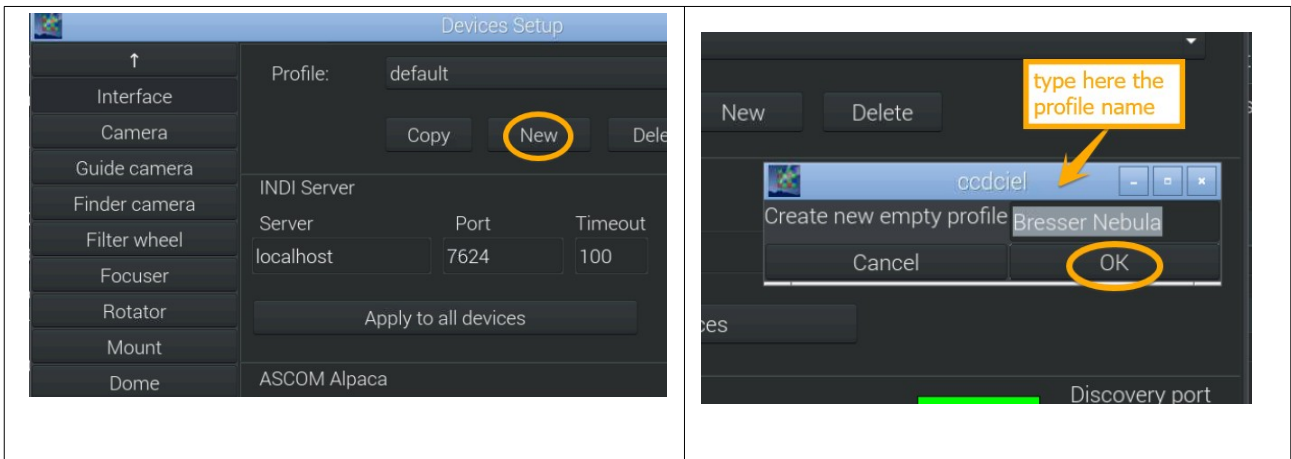 Devices Setup
↑
Interface
Camera
Guide camera
Finder camera
Filter wheel
Focuser
Rotator
Mount
Dome
Profile: default
Copy New Dele
INDI Server
Server Port Timeout
localhost 7624 100
Apply to all devices
ASCOM Alpaca
type here the
profile name
New Delete
ccdciel
Create new empty profile Bresser Nebula
Cancel OK
ces
Discovery port